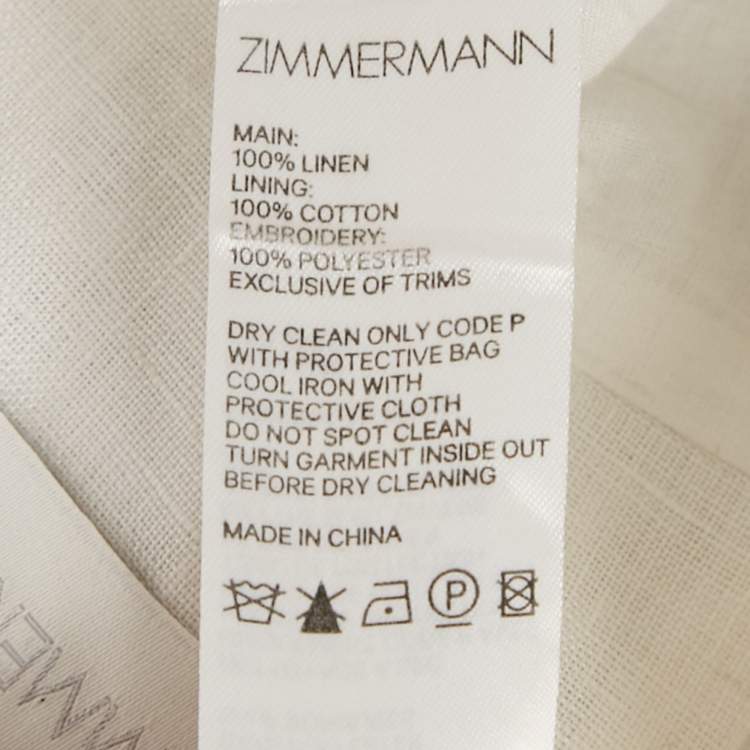 ZIMMERMANN
MAIN:
100% LINEN
LINING:
100% COTTON
EMBROIDERY:
100% POLYESTER
EXCLUSIVE OF TRIMS
DRY CLEAN ONLY CODE P
WITH PROTECTIVE BAG
COOL IRON WITH
PROTECTIVE CLOTH
DO NOT SPOT CLEAN
TURN GARMENT INSIDE OUT
BEFORE DRY CLEANING
MADE IN CHINA
P